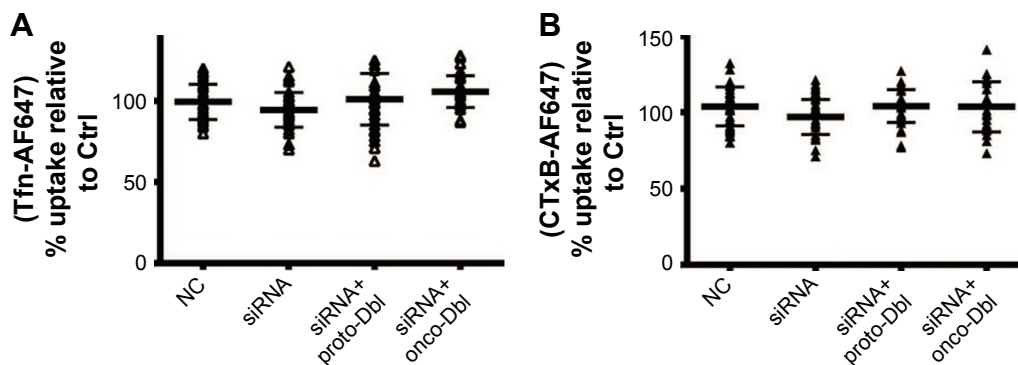 A
(Tfn-AF647)
% uptake relative
to Ctrl
100
50
0
NC
siRNA
siRNA+
proto-Dbl
siRNA+
onco-Dbl
B
(CTxB-AF647)
% uptake relative
to Ctrl
150
100
50
0
NC
siRNA
siRNA+
proto-Dbl
siRNA+
onco-Dbl